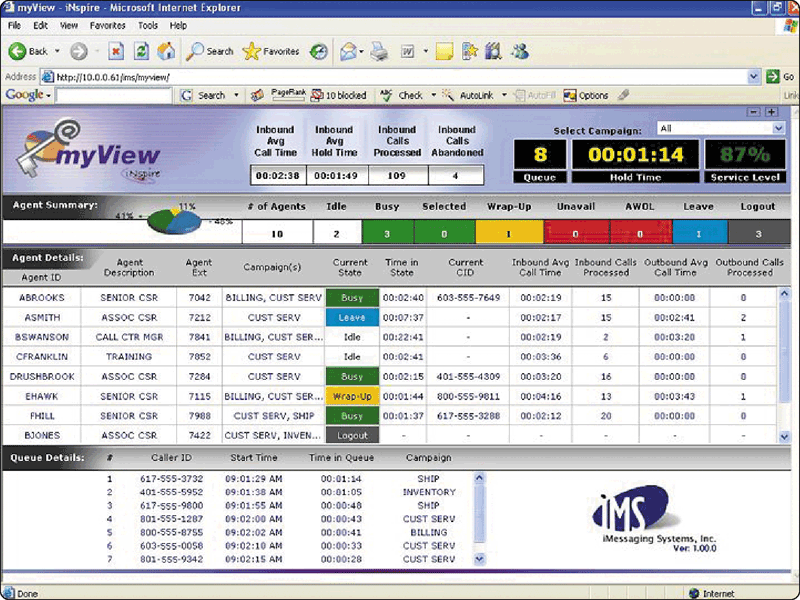 myView - iNspire - Microsoft Internet Explorer
File Edit View Favorites Tools Help
Back Search Favorites
Address http://10.0.0.61/ims/myview/ Go
Google Search PageRank 10 blocked Check AutoLink AutoFill Options Link
myView
iNspire
Inbound Avg Call Time Inbound Avg Hold Time Inbound Calls Processed Inbound Calls Abandoned
00:02:38 00:01:49 109 4
Select Campaign: All
8 00:01:14 87%
Queue Hold Time Service Level
Agent Summary: 41% 11% 48% # of Agents Idle Busy Selected Wrap-Up Unavail AWOL Leave Logout
10 2 3 0 1 0 0 1 3
Agent Details:
Agent ID Agent Description Agent Ext Campaign(s) Current State Time in State Current CID Inbound Avg Call Time Inbound Calls Processed Outbound Avg Call Time Outbound Calls Processed
ABROOKS SENIOR CSR 7042 BILLING, CUST SERV Busy 00:02:40 603-555-7649 00:02:19 15 00:00:00 0
ASMITH ASSOC CSR 7212 CUST SERV Leave 00:07:37 - 00:02:17 15 00:02:41 2
BSWANSON CALL CTR MGR 7841 BILLING, CUST SER... Idle 00:22:41 - 00:02:19 2 00:03:20 1
CFRANKLIN TRAINING 7852 CUST SERV Idle 00:02:41 - 00:03:36 6 00:00:00 0
DRUSHBROOK ASSOC CSR 7284 CUST SERV Busy 00:02:15 401-555-4309 00:03:20 16 00:00:00 0
EHAWK SENIOR CSR 7115 BILLING, CUST SER... Wrap-Up 00:01:44 800-555-9811 00:04:16 13 00:03:43 1
FHILL SENIOR CSR 7988 CUST SERV, SHIP Busy 00:01:37 617-555-3288 00:02:12 20 00:00:00 0
BJONES ASSOC CSR 7422 CUST SERV, INVEN... Logout - - - - - -
Queue Details: # Caller ID Start Time Time in Queue Campaign
1 617-555-3732 09:01:29 AM 00:01:14 SHIP
2 401-555-5952 09:01:38 AM 00:01:05 INVENTORY
3 617-555-9800 09:01:55 AM 00:00:48 SHIP
4 801-555-1287 09:02:00 AM 00:00:43 CUST SERV
5 800-555-8755 09:02:02 AM 00:00:41 BILLING
6 603-555-0058 09:02:10 AM 00:00:33 CUST SERV
7 801-555-9342 09:02:15 AM 00:00:28 CUST SERV
iMS
iMessaging Systems, Inc.
Ver: 1.00.0
Done Internet